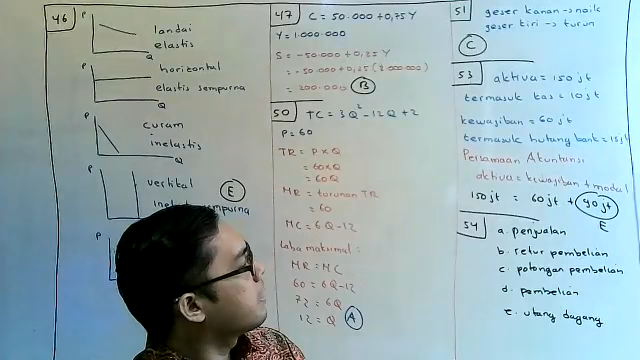 46
P
landai
elastis
Q
P
horizontal
elastis sempurna
Q
P
curam
inelastis
Q
P
vertikal
E
P
47
C = 50.000 + 0,75 Y
Y = 1.000.000
S = -50.000 + 0,25 Y
= -50.000 + 0,25 (1.000.000)
= 200.000
B
50
TC = 3Q² - 12Q + 2
P = 60
TR = P × Q
= 60 × Q
= 60Q
MR = turunan TR
= 60
MC = 6Q - 12
Laba maksimal :
MR = MC
60 = 6Q - 12
72 = 6Q
12 = Q
A
51
geser kanan -> naik
geser kiri -> turun
C
53
aktiva = 150 jt
termasuk kas = 10 jt
kewajiban = 60 jt
termasuk hutang bank = 15 jt
Persamaan Akuntansi
aktiva = kewajiban + modal
150 jt = 60 jt + 90 jt
E
54
a. penjualan
b. retur pembelian
c. potongan pembelian
d. pembelian
e. utang dagang